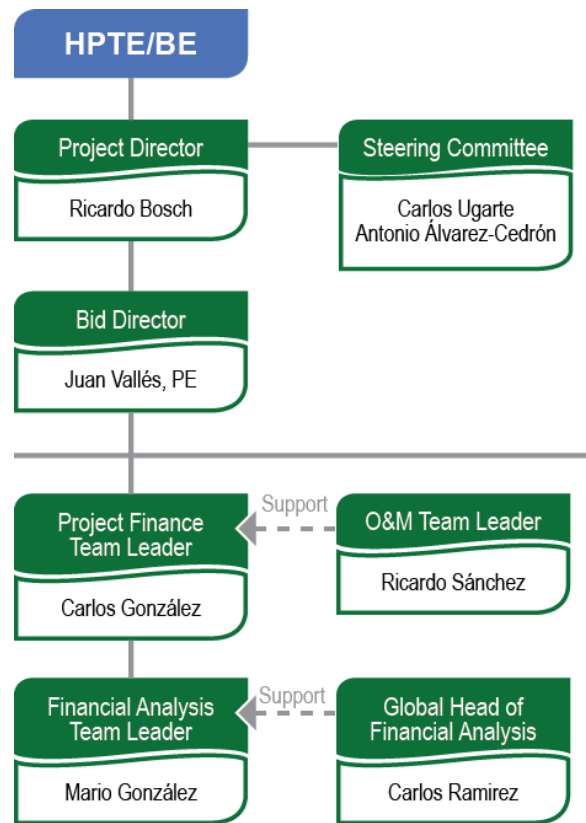 HPTE/BE
Project Director
Ricardo Bosch
Steering Committee
Carlos Ugarte
Antonio Álvarez-Cedrón
Bid Director
Juan Vallés, PE
Project Finance
Team Leader
Carlos González
Support
O&M Team Leader
Ricardo Sánchez
Financial Analysis
Team Leader
Mario González
Support
Global Head of
Financial Analysis
Carlos Ramirez